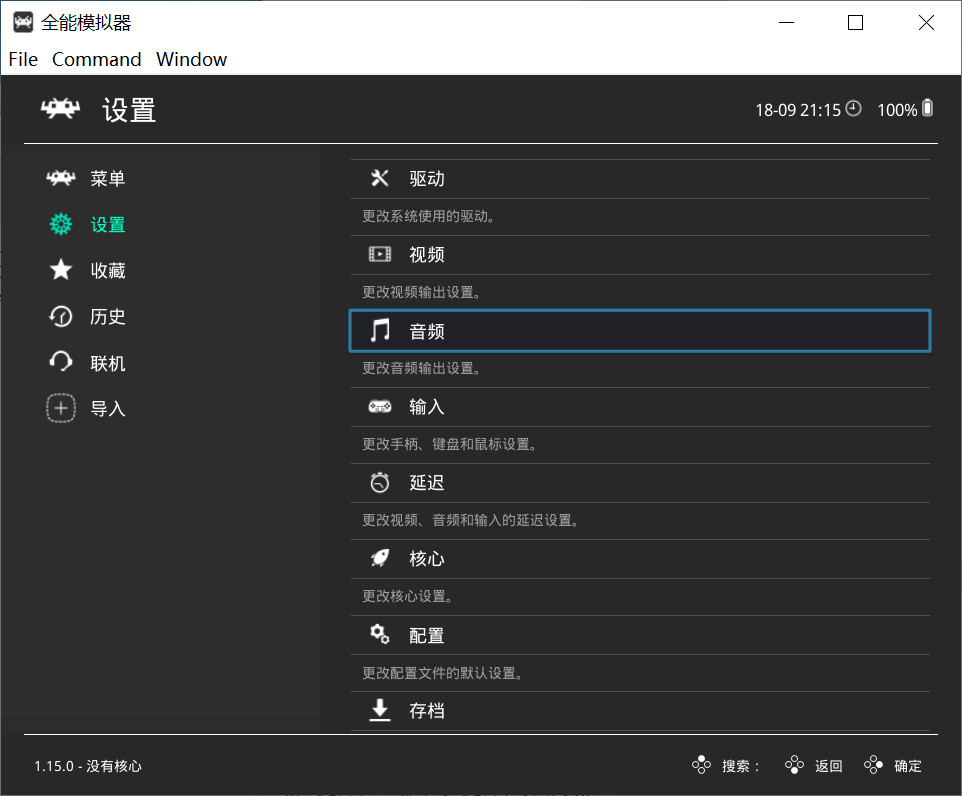 全能模拟器
File Command Window
设置
18-09 21:15 100%
菜单
设置
收藏
历史
联机
导入
驱动
更改系统使用的驱动。
视频
更改视频输出设置。
音频
更改音频输出设置。
输入
更改手柄、键盘和鼠标设置。
延迟
更改视频、音频和输入的延迟设置。
核心
更改核心设置。
配置
更改配置文件的默认设置。
存档
1.15.0 - 没有核心
搜索： 返回 确定